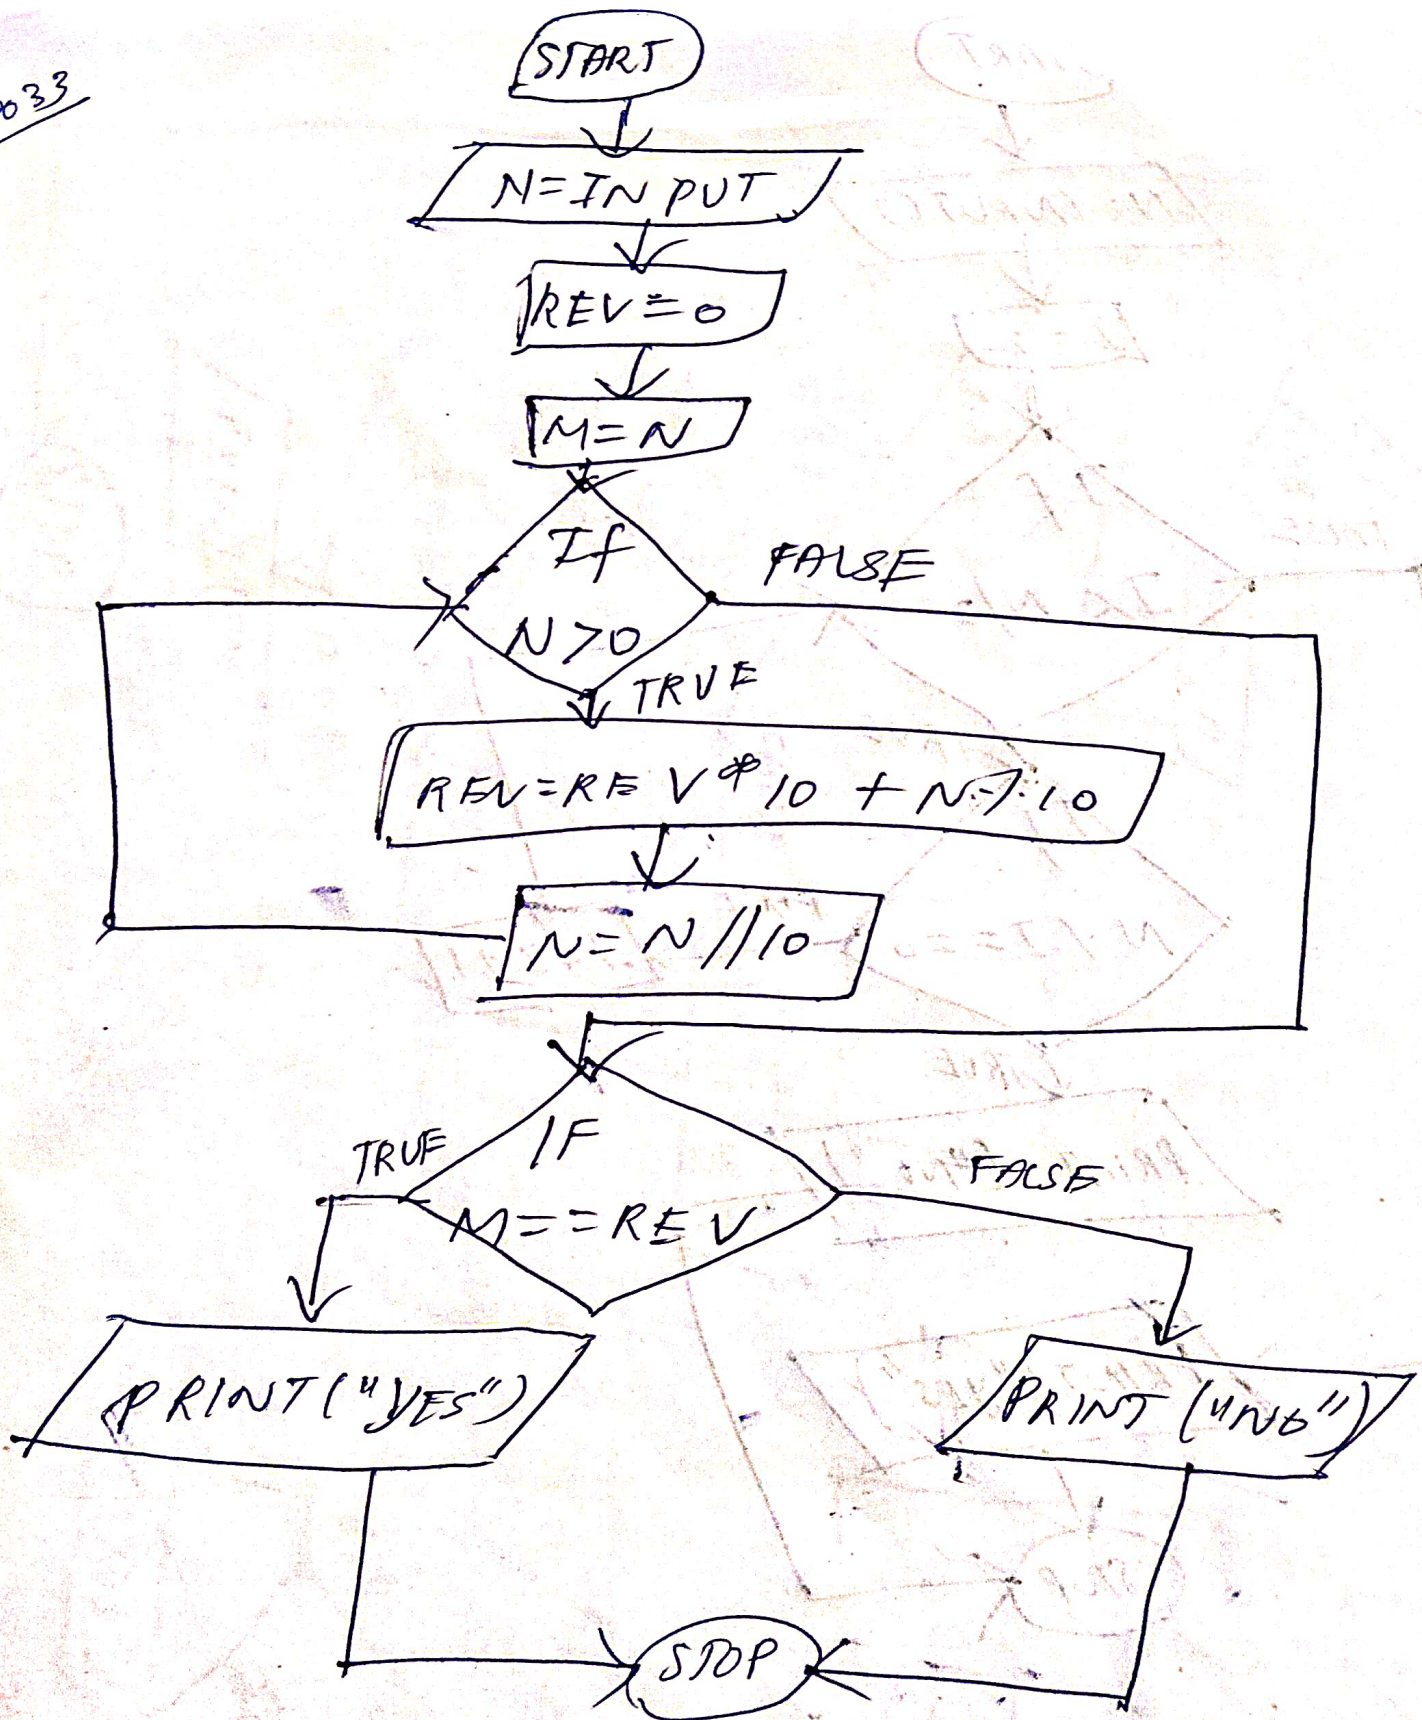 033
START
N=INPUT
REV=0
M=N
If
N>0
FALSE
TRUE
REV=REV*10+N%10
N=N//10
IF
M==REV
TRUE
FALSE
PRINT("YES")
PRINT("NO")
STOP